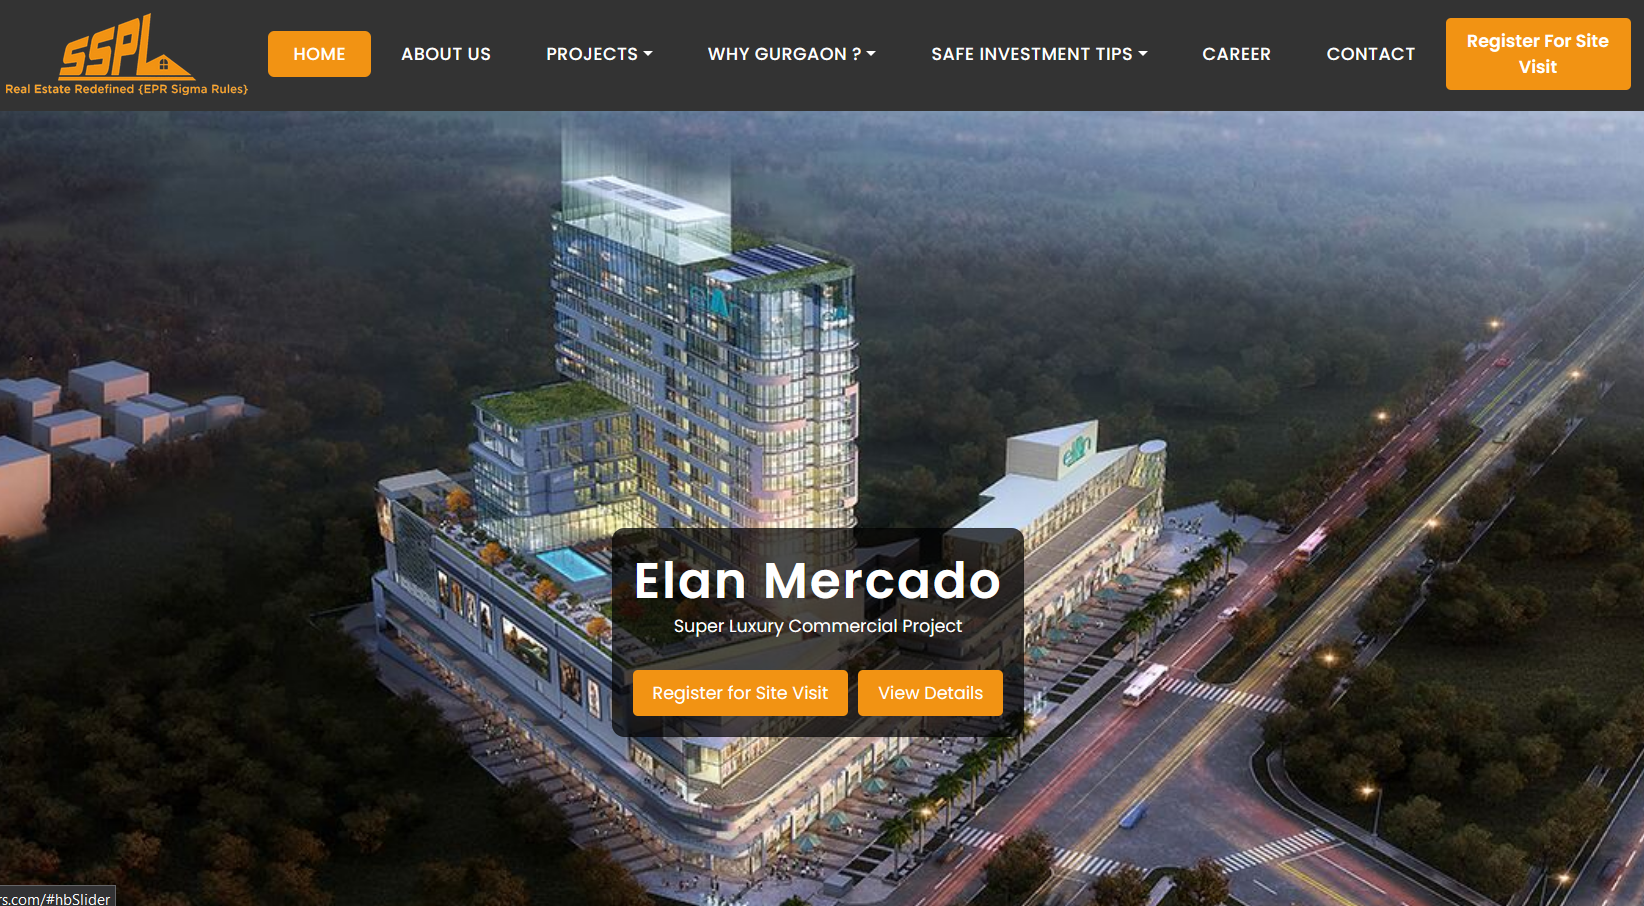 SSPL
Real Estate Redefined {EPR Sigma Rules}
HOME
ABOUT US
PROJECTS
WHY GURGAON ?
SAFE INVESTMENT TIPS
CAREER
CONTACT
Register For Site
Visit
elan
Elan Mercado
Super Luxury Commercial Project
Register for Site Visit
View Details
rs.com/#hbSlider